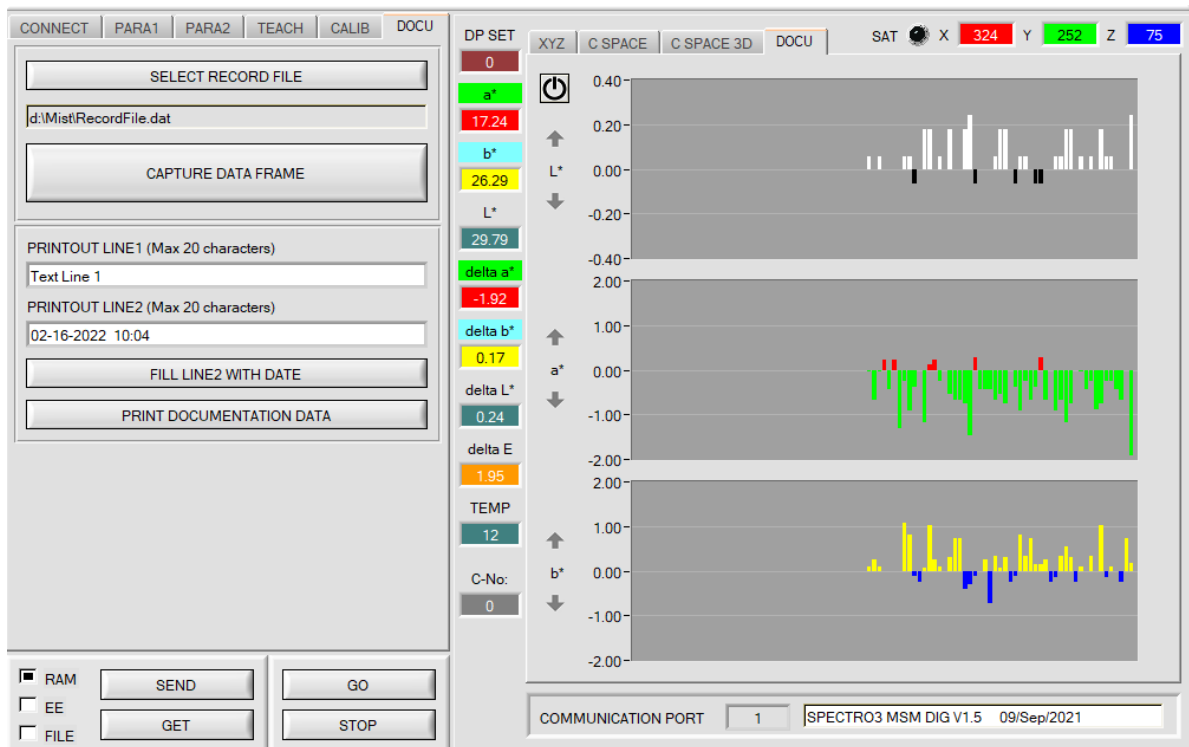 CONNECT PARA1 PARA2 TEACH CALIB DOCU
SELECT RECORD FILE
d:\Mist\RecordFile.dat
CAPTURE DATA FRAME
PRINTOUT LINE1 (Max 20 characters)
Text Line 1
PRINTOUT LINE2 (Max 20 characters)
02-16-2022 10:04
FILL LINE2 WITH DATE
PRINT DOCUMENTATION DATA
RAM
EE
FILE
SEND
GET
GO
STOP
DP SET
0
a*
17.24
b*
26.29
L*
29.79
delta a*
-1.92
delta b*
0.17
delta L*
0.24
delta E
1.95
TEMP
12
C-No:
0
XYZ C SPACE C SPACE 3D DOCU
SAT X 324 Y 252 Z 75
L*
0.40
0.20
0.00
-0.20
-0.40
a*
2.00
1.00
0.00
-1.00
-2.00
b*
2.00
1.00
0.00
-1.00
-2.00
COMMUNICATION PORT 1 SPECTRO3 MSM DIG V1.5 09/Sep/2021